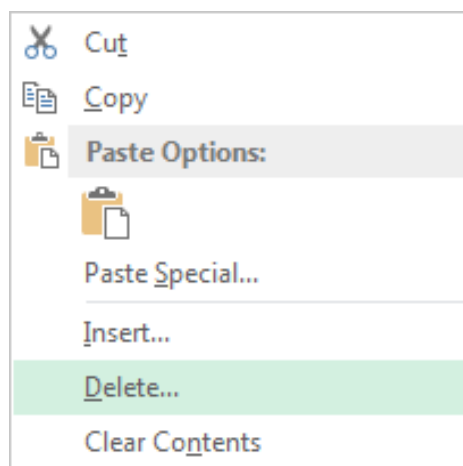 Cut
Copy
Paste Options:
Paste Special...
Insert...
Delete...
Clear Contents